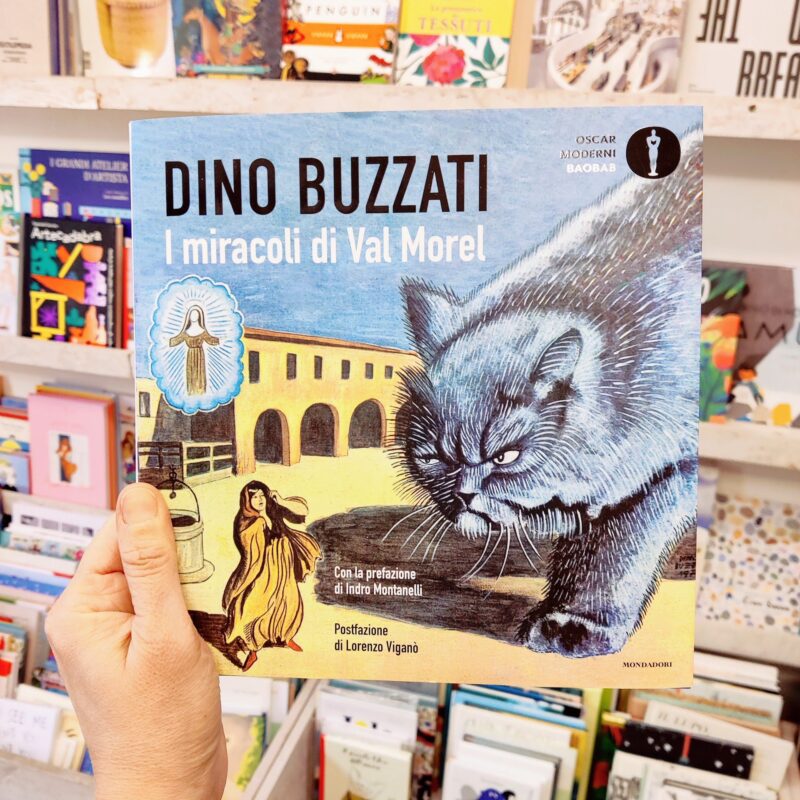 PENGUIN
TESSUTI
I GRANDI ATELIER
D'ARTISTA
Artecadabra
OSCAR
MODERNI
BAOBAB
DINO BUZZATI
I miracoli di Val Morel
Con la prefazione
di Indro Montanelli
Postfazione
di Lorenzo Viganò
MONDADORI